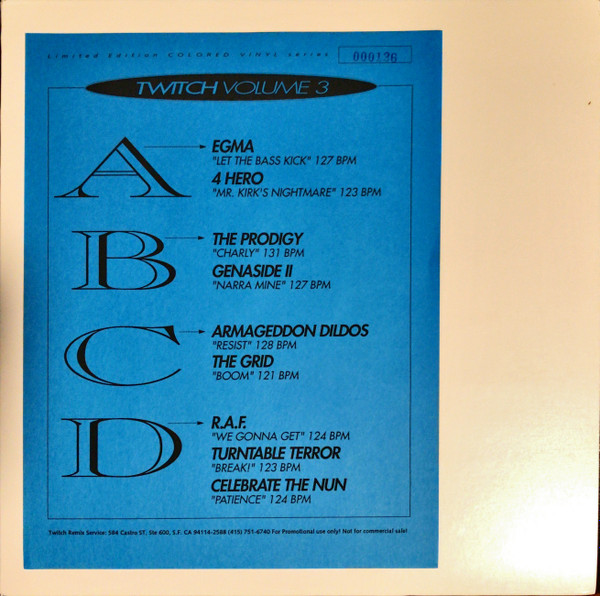 Limited Edition COLORED VINYL series 000136
TWITCH VOLUME 3
A
EGMA
"LET THE BASS KICK" 127 BPM
4 HERO
"MR. KIRK'S NIGHTMARE" 123 BPM
B
THE PRODIGY
"CHARLY" 131 BPM
GENASIDE II
"NARRA MINE" 127 BPM
C
ARMAGEDDON DILDOS
"RESIST" 128 BPM
THE GRID
"BOOM" 121 BPM
D
R.A.F.
"WE GONNA GET" 124 BPM
TURNTABLE TERROR
"BREAK!" 123 BPM
CELEBRATE THE NUN
"PATIENCE" 124 BPM
Twitch Remix Service: 584 Castro ST, Ste 600, S.F. CA 94114-2588 (415) 751-6740 For Promotional use only! Not for commercial sale!